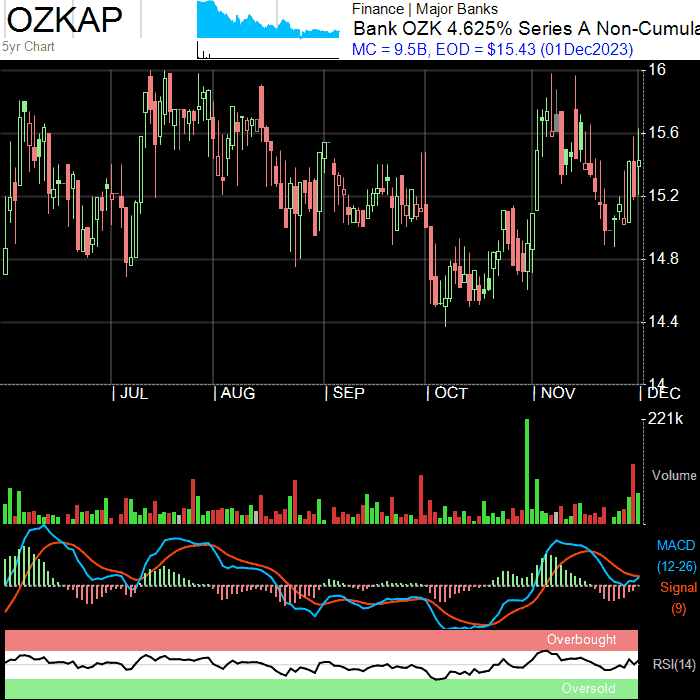 OZKAP
5yr Chart
Finance | Major Banks
Bank OZK 4.625% Series A Non-Cumula
MC = 9.5B, EOD = $15.43 (01Dec2023)
16
15.6
15.2
14.8
14.4
14
JUL AUG SEP OCT NOV DEC
221k
Volume
MACD
(12-26)
Signal
(9)
Overbought
RSI(14)
Oversold